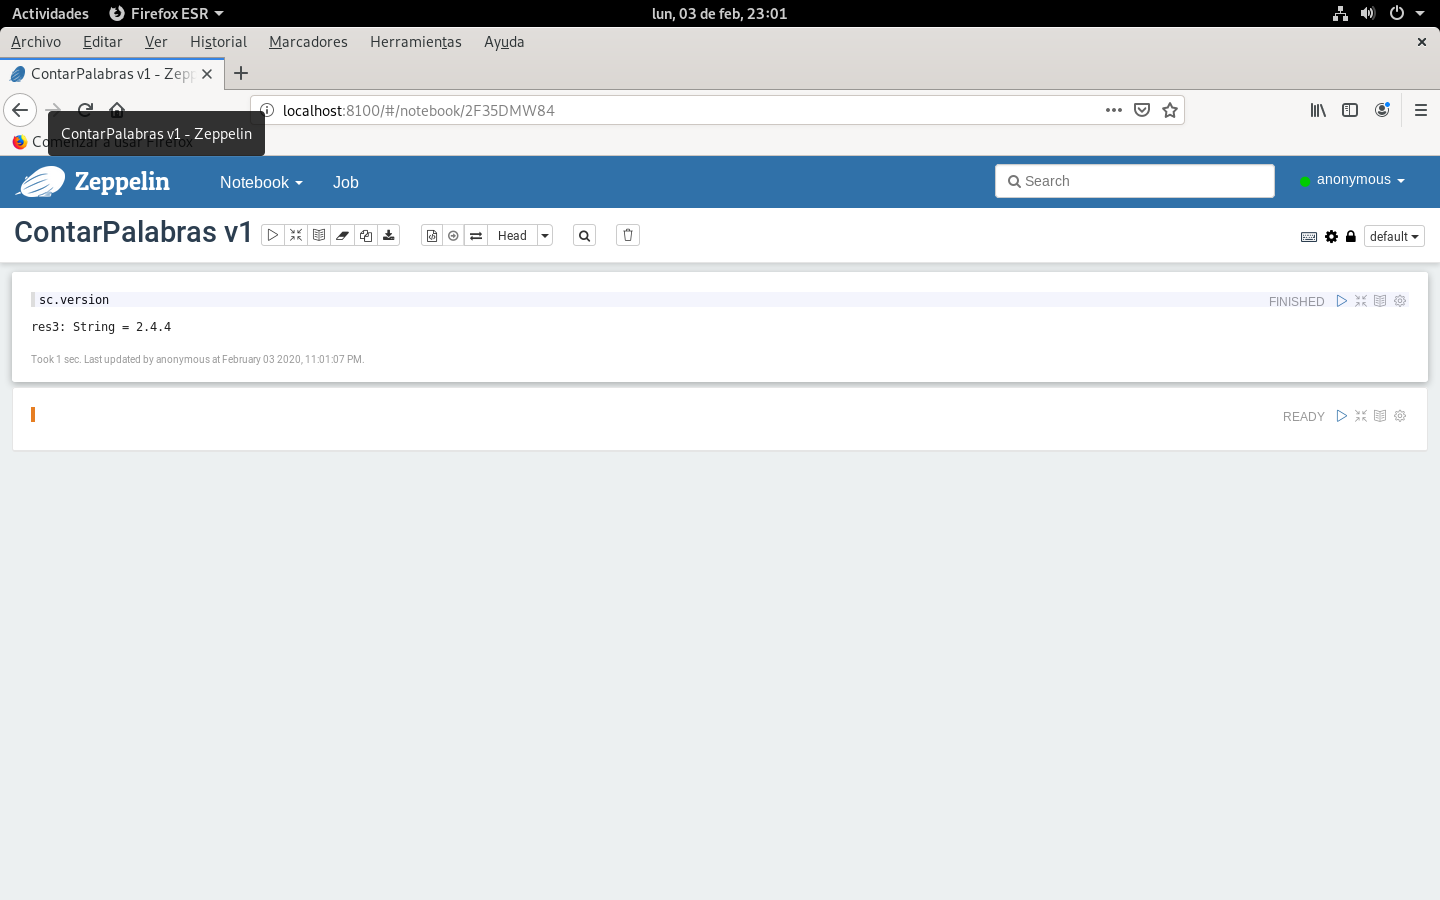 Actividades Firefox ESR lun, 03 de feb, 23:01
Archivo Editar Ver Historial Marcadores Herramientas Ayuda
ContarPalabras v1 - Zepp
localhost:8100/#/notebook/2F35DMW84
ContarPalabras v1 - Zeppelin
Comenzar a usar Firefox
Zeppelin Notebook Job Search anonymous
ContarPalabras v1 Head default
sc.version FINISHED
res3: String = 2.4.4
Took 1 sec. Last updated by anonymous at February 03 2020, 11:01:07 PM.
READY